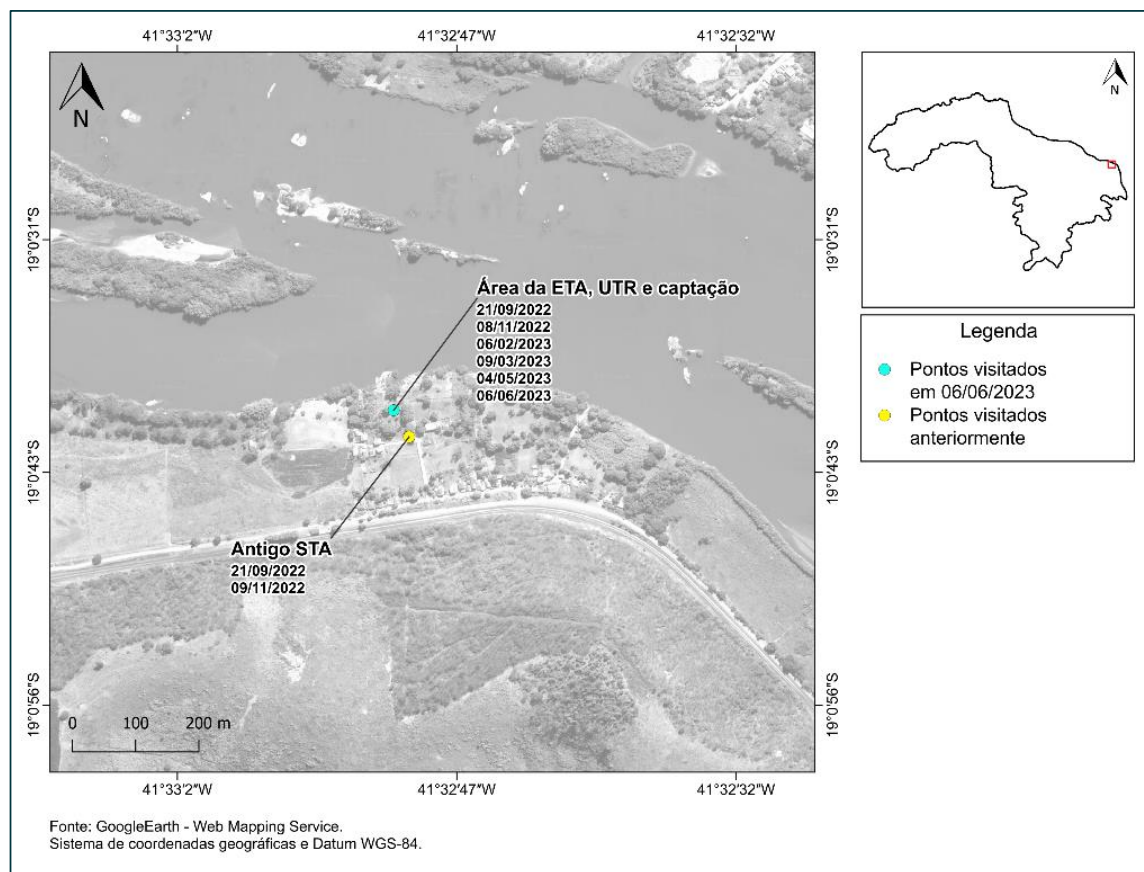 41°33'2"W
41°32'47"W
41°32'32"W
N
19°0'31"S
19°0'31"S
Área da ETA, UTR e captação
21/09/2022
08/11/2022
06/02/2023
09/03/2023
04/05/2023
06/06/2023
19°0'43"S
19°0'43"S
Antigo STA
21/09/2022
09/11/2022
19°0'56"S
19°0'56"S
0 100 200 m
41°33'2"W
41°32'47"W
41°32'32"W
Fonte: GoogleEarth - Web Mapping Service.
Sistema de coordenadas geográficas e Datum WGS-84.
N
Legenda
Pontos visitados
em 06/06/2023
Pontos visitados
anteriormente